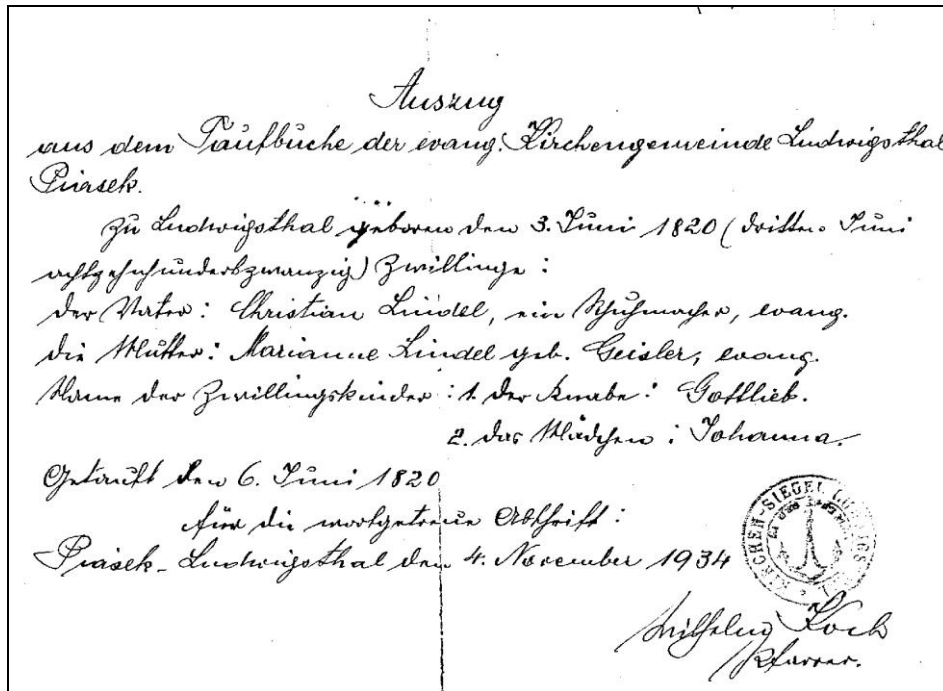 Auszug
aus dem Taufbuche der evang. Kirchengemeinde Ludwigsthal
Piasek.
Zu Ludwigsthal geboren den 3. Juni 1820 (dritten Juni
achtzehnhundertzwanzig) Zwillinge:
der Vater: Christian Lindel, ein Schuhmacher, evang.
die Mutter: Marianne Lindel geb. Geisler, evang.
Name der Zwillingskinder: 1. der Knabe: Gottlieb.
2. das Mädchen: Johanna.
Getauft den 6. Juni 1820
für die wortgetreue Abschrift:
Piasek-Ludwigsthal den 4. November 1934
KIRCHEN-SIEGEL
Wilhelm Koch
Pfarrer.